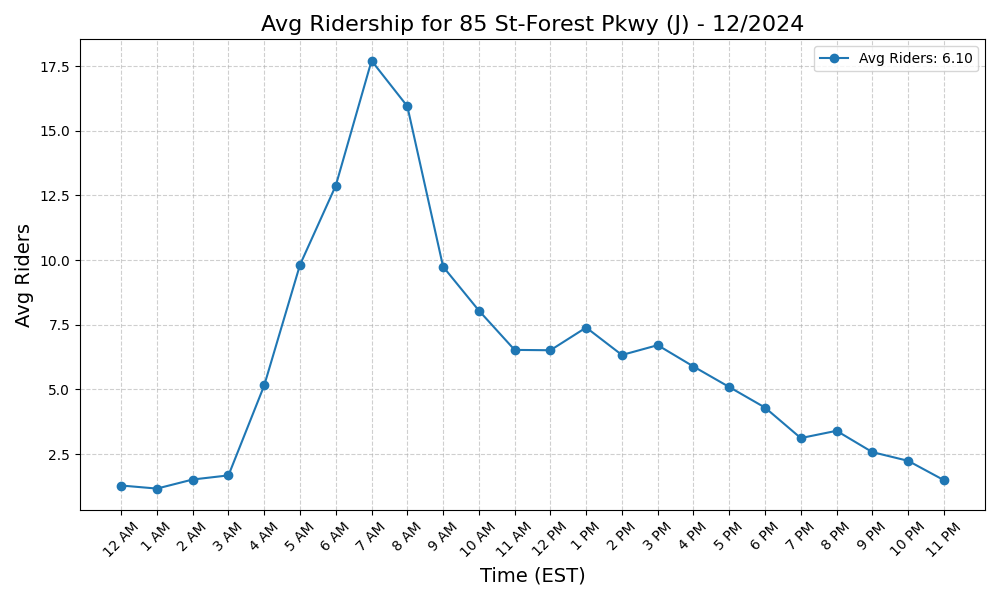 Avg Ridership for 85 St-Forest Pkwy (J) - 12/2024
Avg Riders: 6.10
Avg Riders
17.5
15.0
12.5
10.0
7.5
5.0
2.5
12 AM
1 AM
2 AM
3 AM
4 AM
5 AM
6 AM
7 AM
8 AM
9 AM
10 AM
11 AM
12 PM
1 PM
2 PM
3 PM
4 PM
5 PM
6 PM
7 PM
8 PM
9 PM
10 PM
11 PM
Time (EST)